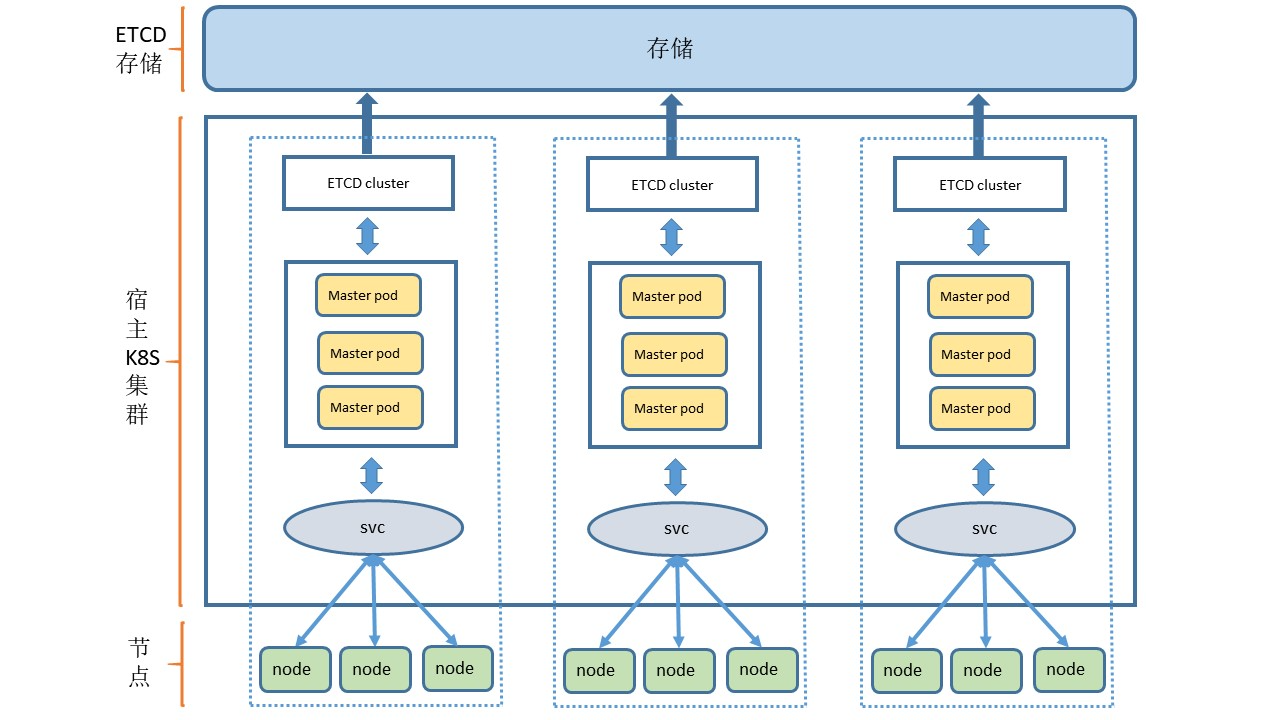 ETCD
存储
存储
ETCD cluster
ETCD cluster
ETCD cluster
Master pod
Master pod
Master pod
宿
主
K8S
集
群
Master pod
Master pod
Master pod
Master pod
Master pod
Master pod
svc
svc
svc
节
点
node
node
node
node
node
node
node
node
node